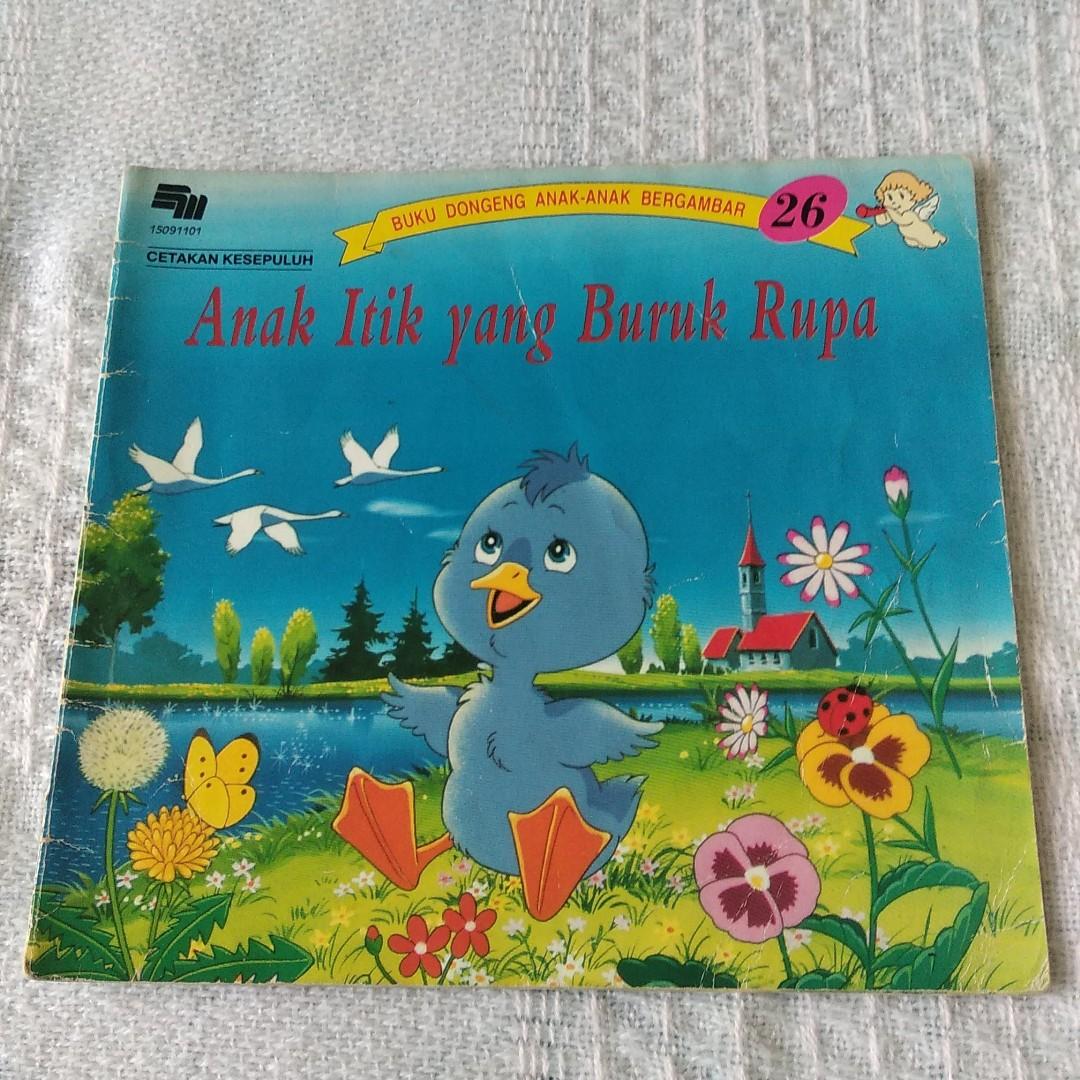 15091101
CETAKAN KESEPULUH
BUKU DONGENG ANAK-ANAK BERGAMBAR
26
Anak Itik yang Buruk Rupa